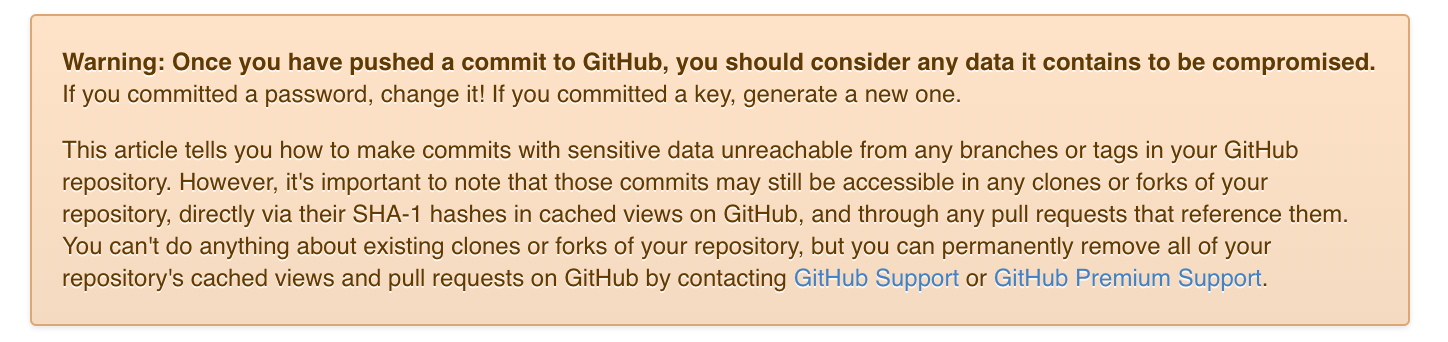 Warning: Once you have pushed a commit to GitHub, you should consider any data it contains to be compromised.
If you committed a password, change it! If you committed a key, generate a new one.
This article tells you how to make commits with sensitive data unreachable from any branches or tags in your GitHub
repository. However, it's important to note that those commits may still be accessible in any clones or forks of your
repository, directly via their SHA-1 hashes in cached views on GitHub, and through any pull requests that reference them.
You can't do anything about existing clones or forks of your repository, but you can permanently remove all of your
repository's cached views and pull requests on GitHub by contacting GitHub Support or GitHub Premium Support.